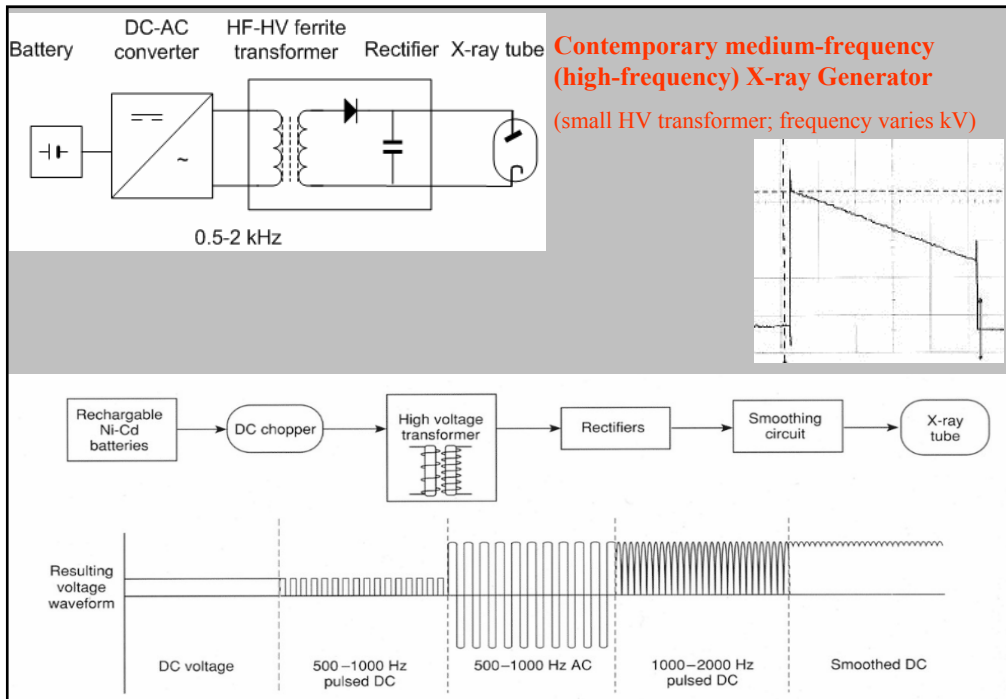 DC-AC converter
HF-HV ferrite transformer
Battery
Rectifier
X-ray tube
0.5-2 kHz
Contemporary medium-frequency
(high-frequency) X-ray Generator
(small HV transformer; frequency varies kV)
Rechargable
Ni-Cd
batteries
DC chopper
High voltage
transformer
Rectifiers
Smoothing
circuit
X-ray
tube
Resulting
voltage
waveform
DC voltage
500–1000 Hz
pulsed DC
500–1000 Hz AC
1000–2000 Hz
pulsed DC
Smoothed DC